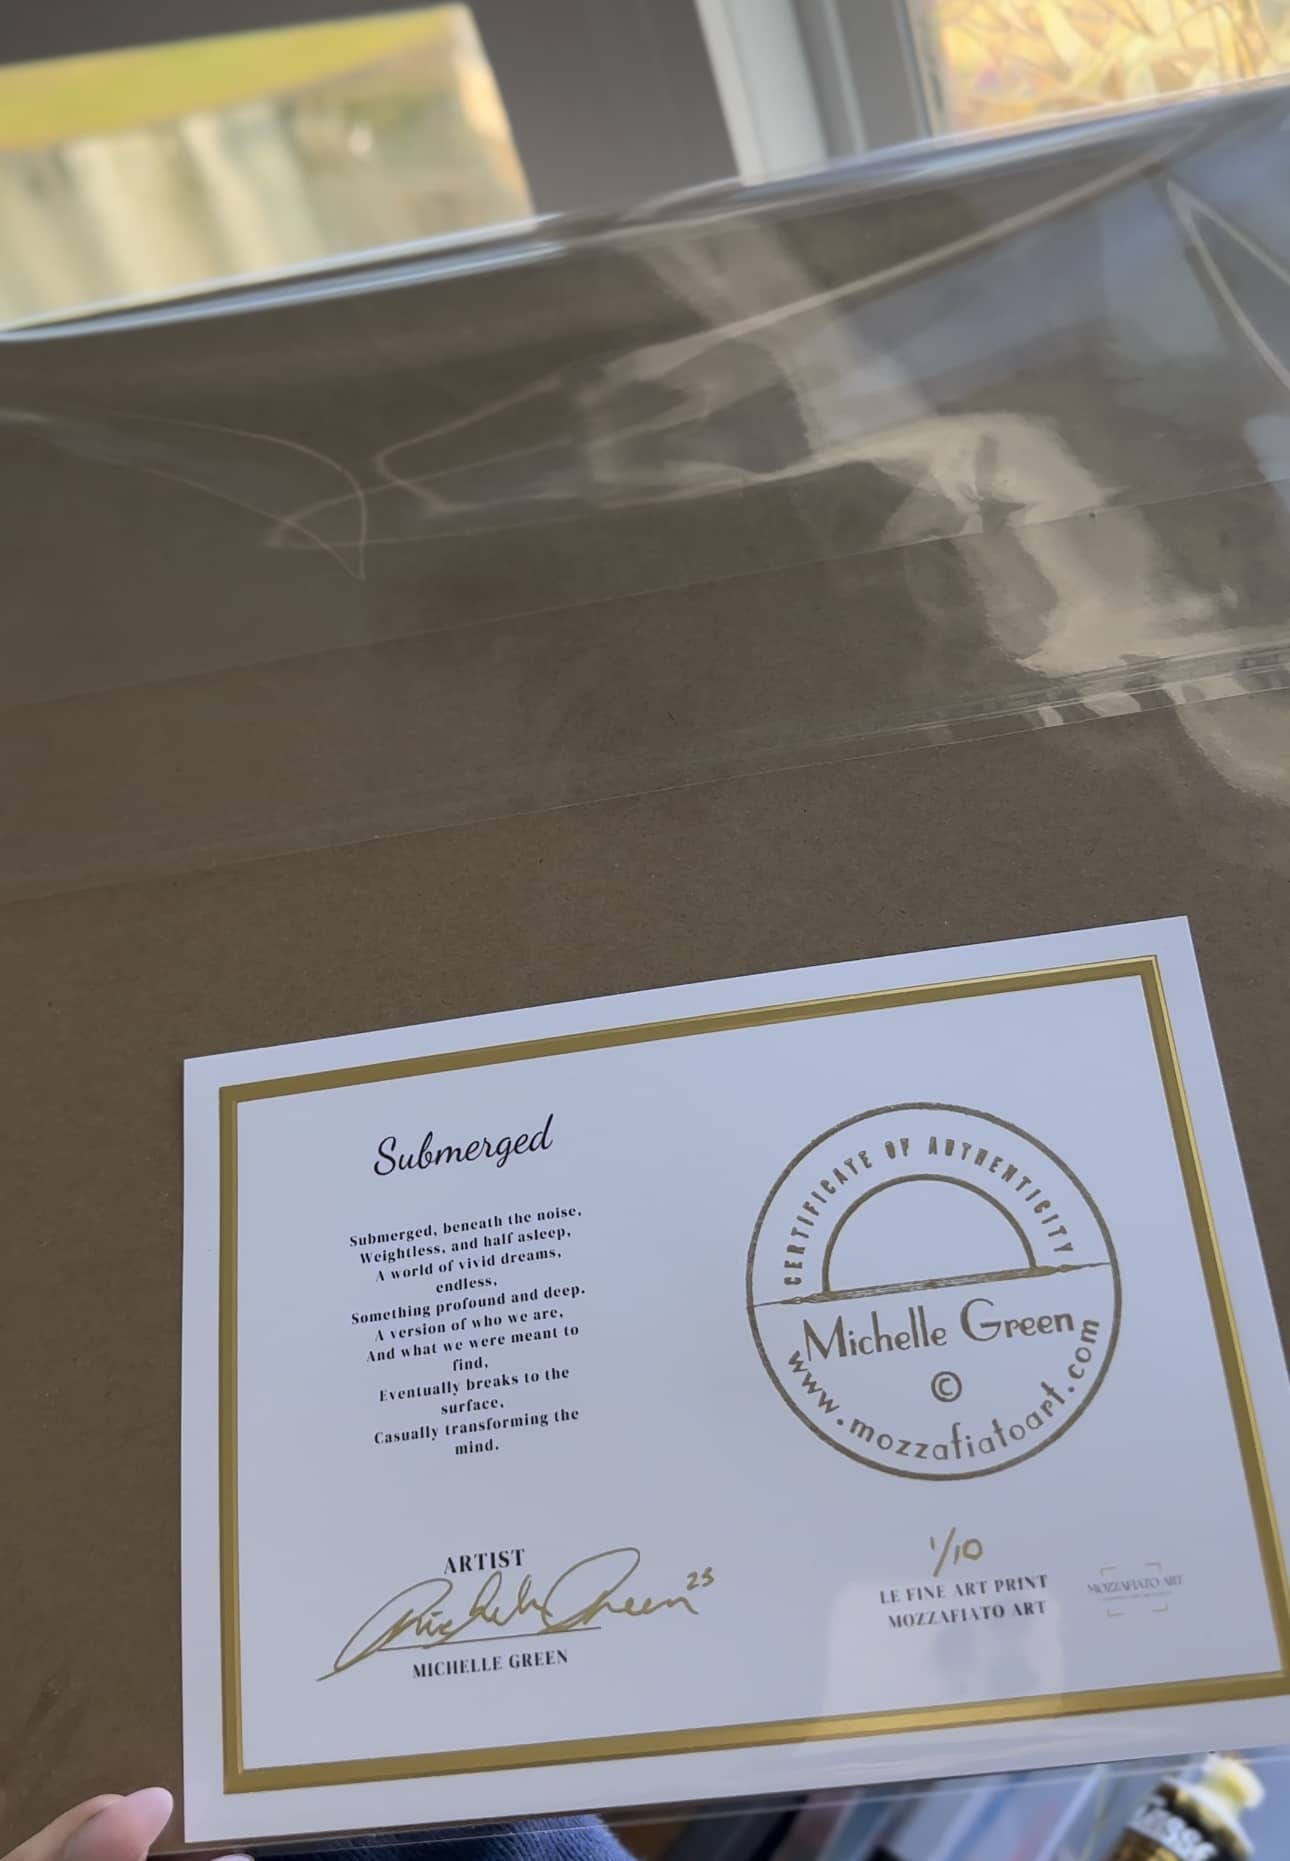 Submerged
Submerged, beneath the noise,
Weightless, and half asleep,
A world of vivid dreams,
endless,
Something profound and deep.
A version of who we are,
And what we were meant to
find,
Eventually breaks to the
surface,
Casually transforming the
mind.
ARTIST
Michelle Green 25
MICHELLE GREEN
CERTIFICATE OF AUTHENTICITY
Michelle Green
©
www.mozzafiatoart.com
1/10
LE FINE ART PRINT
MOZZAFIATO ART
MOZZAFIATO ART